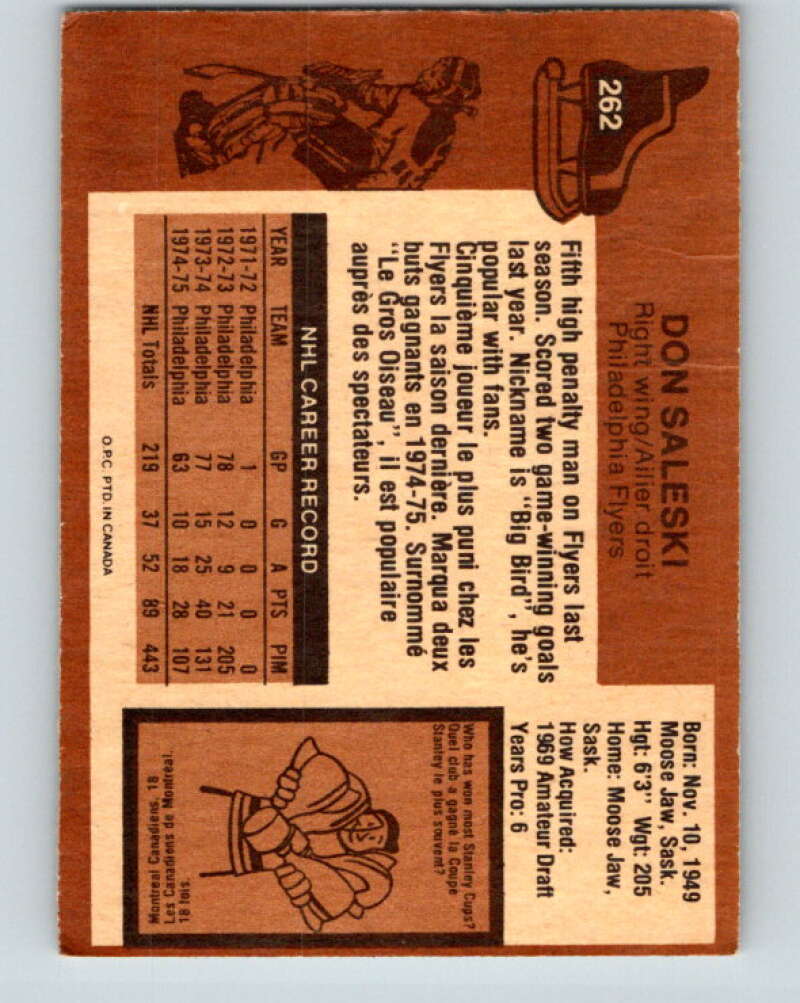 262
DON SALESKI
Right wing/Ailier droit
Philadelphia Flyers
Born: Nov. 10, 1949
Moose Jaw, Sask.
Hgt: 6'3" Wgt: 205
Home: Moose Jaw,
Sask.
How Acquired:
1969 Amateur Draft
Years Pro: 6
Fifth high penalty man on Flyers last
season. Scored two game-winning goals
last year. Nickname is "Big Bird", he's
popular with fans.
Cinquième joueur le plus puni chez les
Flyers la saison dernière. Marqua deux
buts gagnants en 1974-75. Surnommé
"Le Gros Oiseau", il est populaire
auprès des spectateurs.
NHL CAREER RECORD
YEAR TEAM GP G A PTS PIM
1971-72 Philadelphia 1 0 0 0 0
1972-73 Philadelphia 78 12 9 21 205
1973-74 Philadelphia 77 15 25 40 131
1974-75 Philadelphia 63 10 18 28 107
NHL Totals 219 37 52 89 443
Who has won most Stanley Cups?
Quel club a gagné la Coupe
Stanley le plus souvent?
Montreal Canadiens, 18
Les Canadiens de Montréal,
18 fois.
O.P.C. PTD. IN CANADA